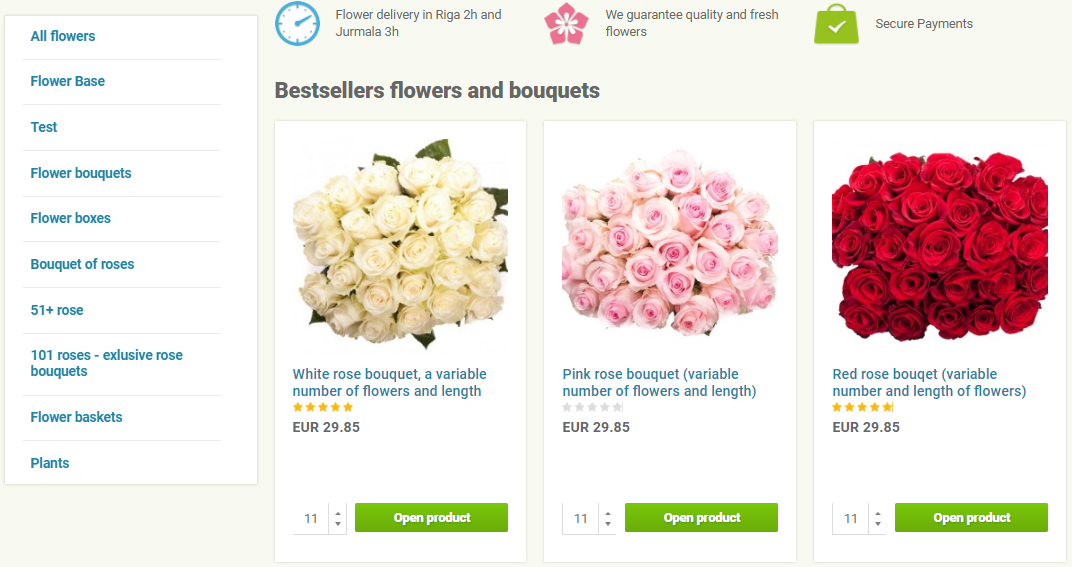 All flowers
Flower Base
Test
Flower bouquets
Flower boxes
Bouquet of roses
51+ rose
101 roses - exlusive rose
bouquets
Flower baskets
Plants
Flower delivery in Riga 2h and
Jurmala 3h
We guarantee quality and fresh
flowers
Secure Payments
Bestsellers flowers and bouquets
White rose bouquet, a variable
number of flowers and length
EUR 29.85
11
Open product
Pink rose bouquet (variable
number of flowers and length)
EUR 29.85
11
Open product
Red rose bouqet (variable
number and length of flowers)
EUR 29.85
11
Open product